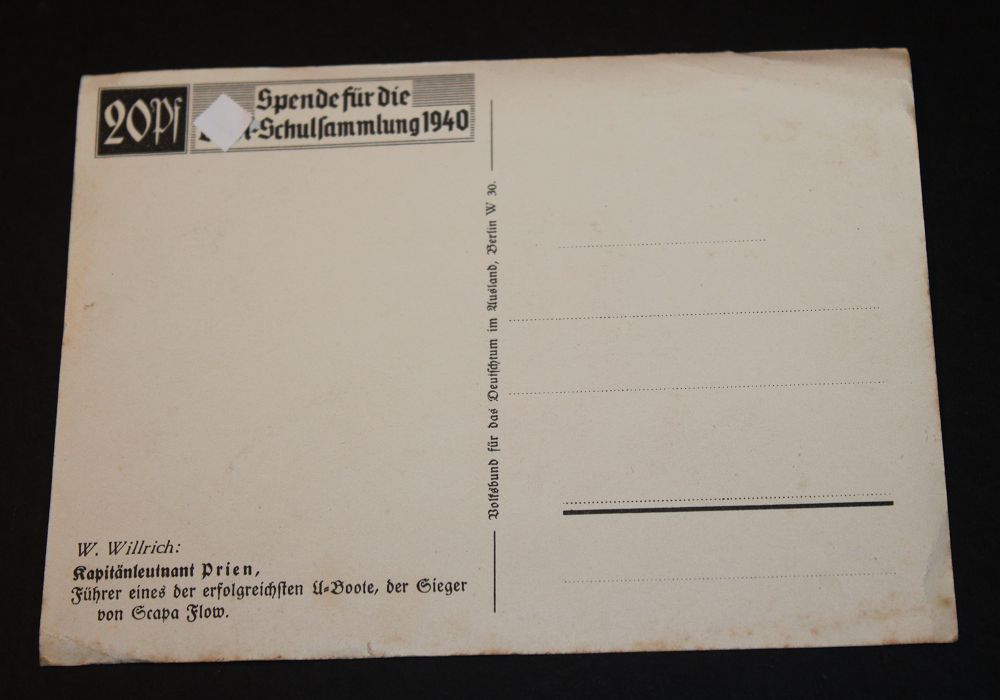 20Pf
Spende für die
-Schulsammlung 1940
Volksbund für das Deutschtum im Ausland, Berlin W 30.
W. Willrich:
Kapitänleutnant Prien,
Führer eines der erfolgreichsten U-Boote, der Sieger
von Scapa Flow.